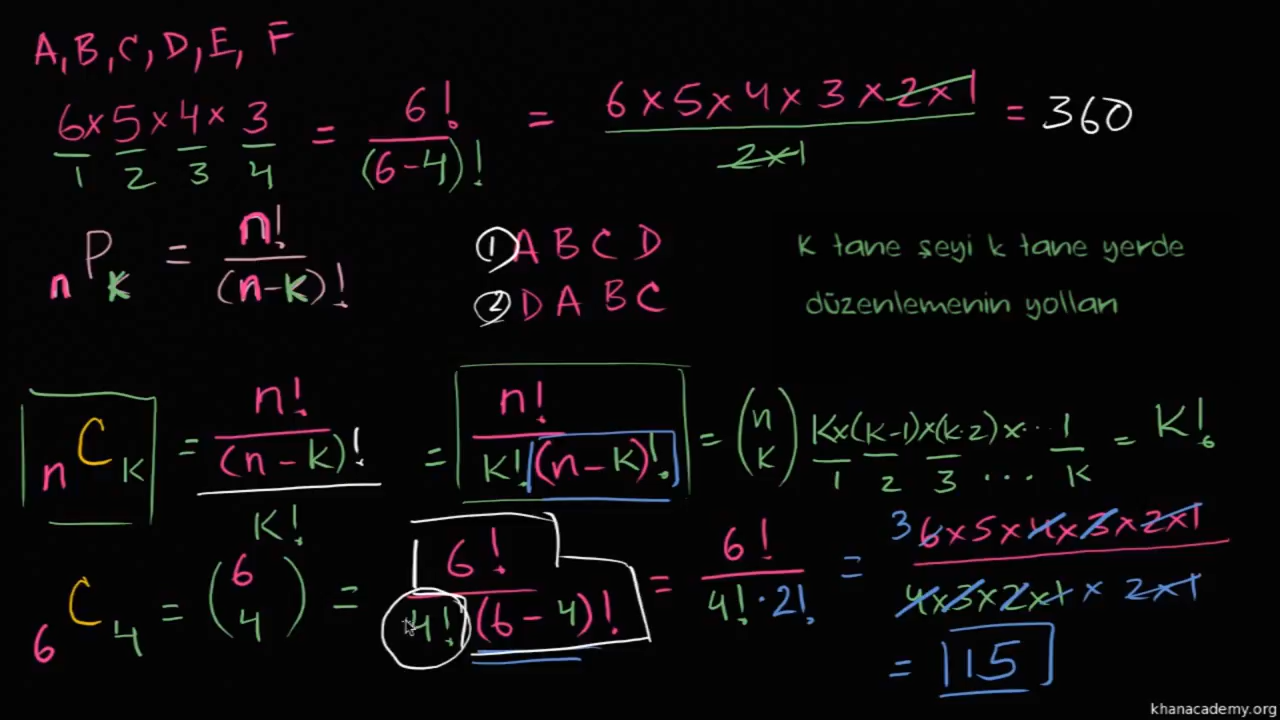 A, B, C, D, E, F
6 × 5 × 4 × 3 = 6! = 6 × 5 × 4 × 3 × 2 × 1 = 360
1 2 3 4 (6 - 4)! 2 × 1
n P k = n! / (n - k)!
① A B C D
② D A B C
K tane şeyi k tane yerde
düzenlemenin yolları
n C k = n! / (n - k)! / k! = n! / k! (n - k)! = (n k)
k × (k-1) × (k-2) × ... 1 = k!
1 2 3 ... k
6 C 4 = (6 4) = 6! / 4! (6 - 4)! = 6! / 4! · 2! = 3 6 × 5 × 4 × 3 × 2 × 1 / 4 × 3 × 2 × 1 × 2 × 1
= 15
khanacademy.org